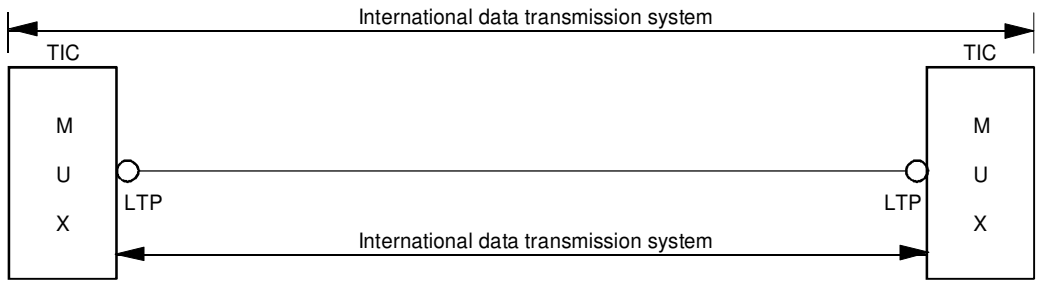 International data transmission system
TIC TIC
M M
U U
LTP LTP
X X
International data transmission system